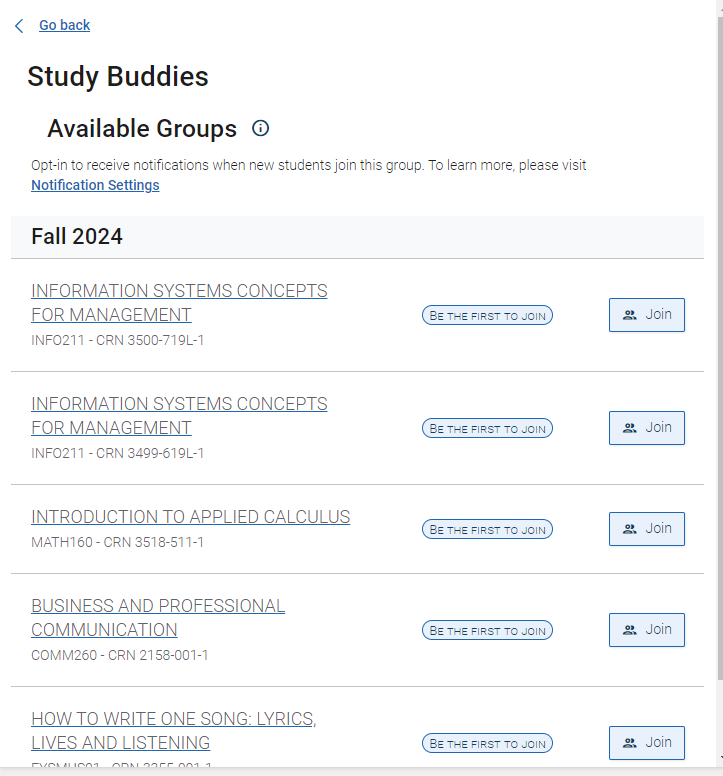 Go back
Study Buddies
Available Groups
Opt-in to receive notifications when new students join this group. To learn more, please visit
Notification Settings
Fall 2024
INFORMATION SYSTEMS CONCEPTS
FOR MANAGEMENT
INFO211 - CRN 3500-719L-1
BE THE FIRST TO JOIN
Join
INFORMATION SYSTEMS CONCEPTS
FOR MANAGEMENT
INFO211 - CRN 3499-619L-1
BE THE FIRST TO JOIN
Join
INTRODUCTION TO APPLIED CALCULUS
MATH160 - CRN 3518-511-1
BE THE FIRST TO JOIN
Join
BUSINESS AND PROFESSIONAL
COMMUNICATION
COMM260 - CRN 2158-001-1
BE THE FIRST TO JOIN
Join
HOW TO WRITE ONE SONG: LYRICS,
LIVES AND LISTENING
BE THE FIRST TO JOIN
Join